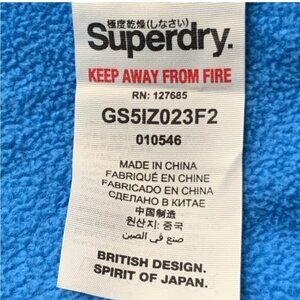 極度乾燥(しなさい)
Superdry.
KEEP AWAY FROM FIRE
RN: 127685
GS5IZ023F2
010546
MADE IN CHINA
FABRIQUÉ EN CHINE
FABRICADO EN CHINA
СДЕЛАНО В КИТАЕ
中国制造
원산지: 중국
صنع في الصين
BRITISH DESIGN.
SPIRIT OF JAPAN.